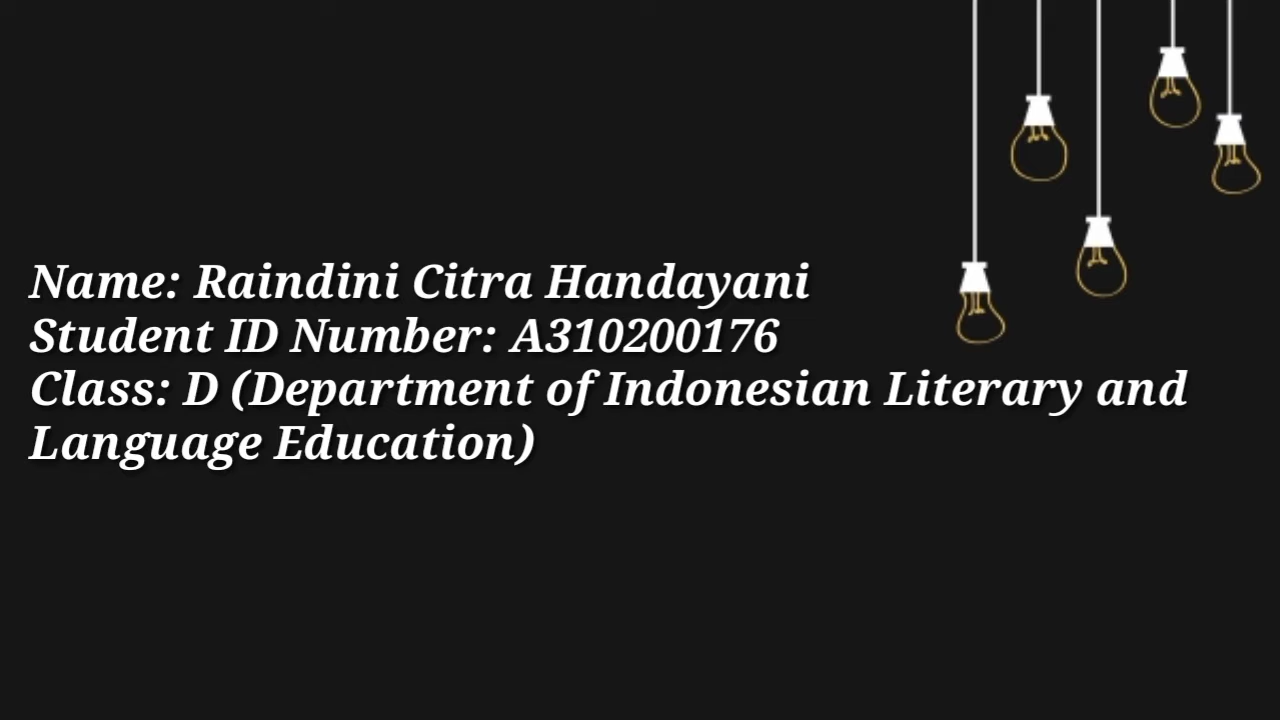 Name: Raindini Citra Handayani
Student ID Number: A310200176
Class: D (Department of Indonesian Literary and
Language Education)